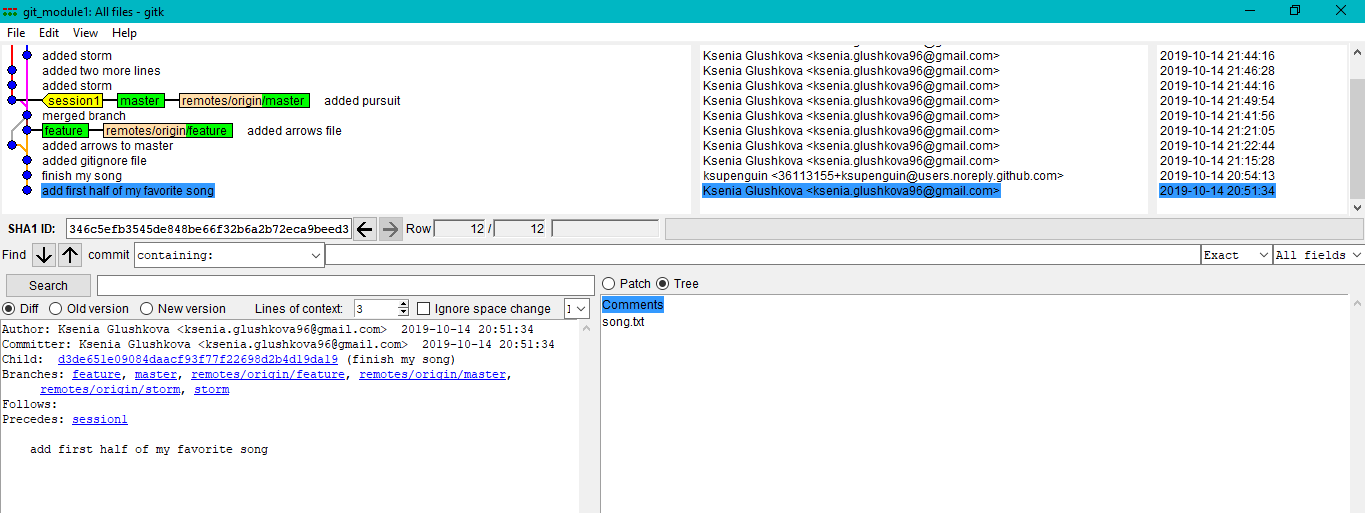 git_module1: All files - gitk
File Edit View Help
added storm Ksenia Glushkova <ksenia.glushkova96@gmail.com> 2019-10-14 21:44:16
added two more lines Ksenia Glushkova <ksenia.glushkova96@gmail.com> 2019-10-14 21:46:28
added storm Ksenia Glushkova <ksenia.glushkova96@gmail.com> 2019-10-14 21:44:16
session1 master remotes/origin/master added pursuit Ksenia Glushkova <ksenia.glushkova96@gmail.com> 2019-10-14 21:49:54
merged branch Ksenia Glushkova <ksenia.glushkova96@gmail.com> 2019-10-14 21:41:56
feature remotes/origin/feature added arrows file Ksenia Glushkova <ksenia.glushkova96@gmail.com> 2019-10-14 21:21:05
added arrows to master Ksenia Glushkova <ksenia.glushkova96@gmail.com> 2019-10-14 21:22:44
added gitignore file Ksenia Glushkova <ksenia.glushkova96@gmail.com> 2019-10-14 21:15:28
finish my song ksupenguin <36113155+ksupenguin@users.noreply.github.com> 2019-10-14 20:54:13
add first half of my favorite song Ksenia Glushkova <ksenia.glushkova96@gmail.com> 2019-10-14 20:51:34
SHA1 ID: 346c5efb3545de848be66f32b6a2b72eca9beed3 Row 12 / 12
Find commit containing: Exact All fields
Search
Patch Tree
Diff Old version New version Lines of context: 3 Ignore space change
Comments
song.txt
Author: Ksenia Glushkova <ksenia.glushkova96@gmail.com> 2019-10-14 20:51:34
Committer: Ksenia Glushkova <ksenia.glushkova96@gmail.com> 2019-10-14 20:51:34
Child: d3de651e09084daacf93f77f22698d2b4d19da19 (finish my song)
Branches: feature, master, remotes/origin/feature, remotes/origin/master,
remotes/origin/storm, storm
Follows:
Precedes: session1
add first half of my favorite song